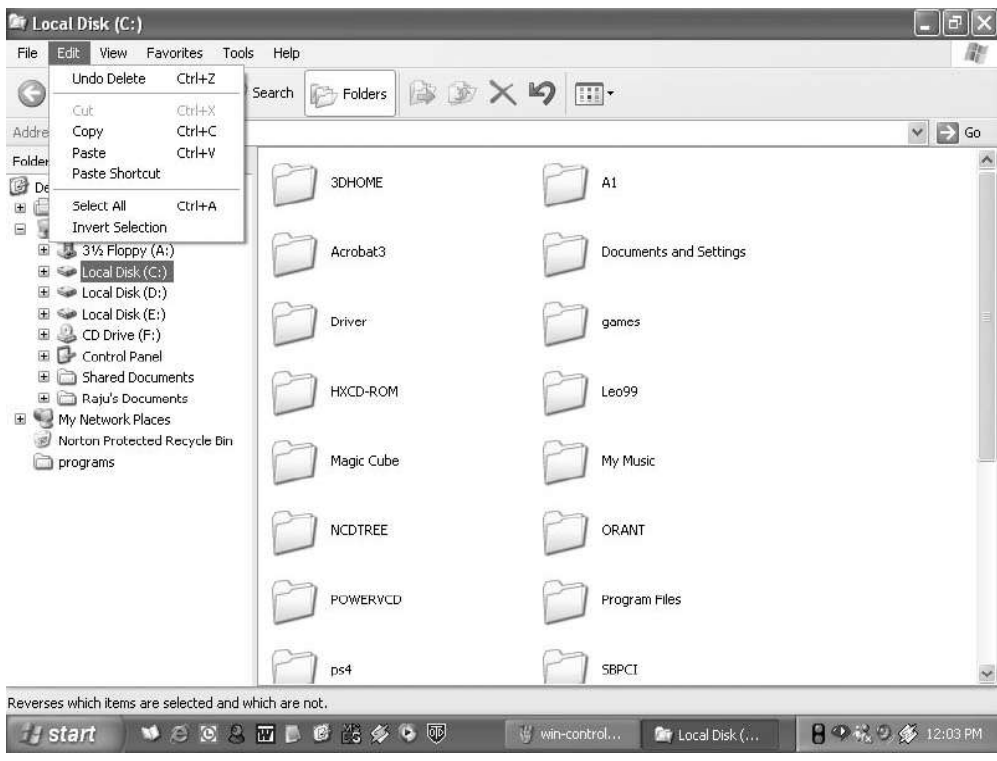 Local Disk (C:)
File Edit View Favorites Tools Help
Undo Delete Ctrl+Z
Cut Ctrl+X
Copy Ctrl+C
Paste Ctrl+V
Paste Shortcut
Select All Ctrl+A
Invert Selection
Search Folders
Addre
Go
Folder
De
3½ Floppy (A:)
Local Disk (C:)
Local Disk (D:)
Local Disk (E:)
CD Drive (F:)
Control Panel
Shared Documents
Raju's Documents
My Network Places
Norton Protected Recycle Bin
programs
3DHOME A1
Acrobat3 Documents and Settings
Driver games
HXCD-ROM Leo99
Magic Cube My Music
NCDTREE ORANT
POWERVCD Program Files
ps4 SBPCI
Reverses which items are selected and which are not.
start win-control... Local Disk (... 12:03 PM